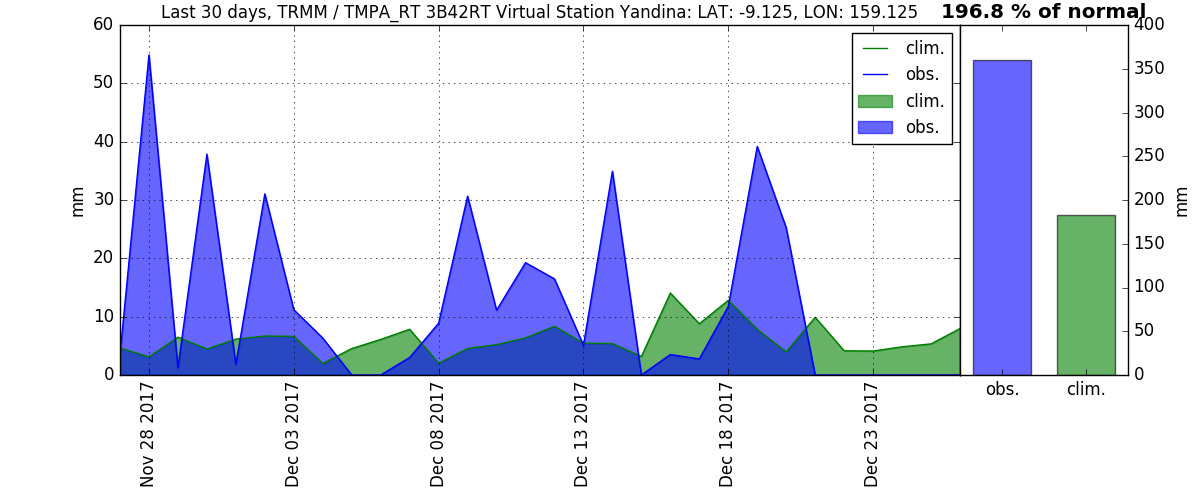 Last 30 days, TRMM / TMPA_RT 3B42RT Virtual Station Yandina: LAT: -9.125, LON: 159.125
196.8 % of normal
60
50
40
30
20
10
0
mm
clim.
obs.
clim.
obs.
Nov 28 2017
Dec 03 2017
Dec 08 2017
Dec 13 2017
Dec 18 2017
Dec 23 2017
400
350
300
250
200
150
100
50
0
mm
obs.
clim.